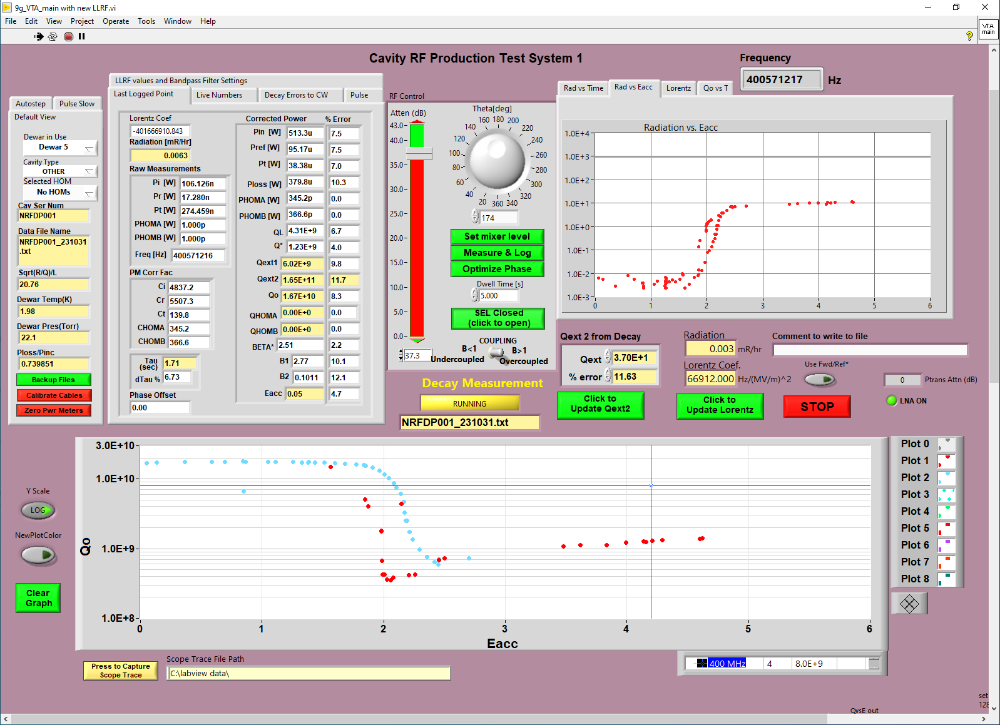 9g_VTA_main with new LLRF.vi
File Edit View Project Operate Tools Window Help
VTA main
Cavity RF Production Test System 1
Frequency
400571217 Hz
Autostep Pulse Slow
Default View
Dewar in Use
Dewar 5
Cavity Type
OTHER
Selected HOM
No HOMs
Cav Ser Num
NRFDP001
Data File Name
NRFDP001_231031
.txt
Sqrt(R/Q)/L
20.76
Dewar Temp(K)
1.98
Dewar Pres(Torr)
22.1
Ploss/Pinc
0.739851
Backup Files
Calibrate Cables
Zero Pwr Meters
LLRF values and Bandpass Filter Settings
Last Logged Point Live Numbers Decay Errors to CW Pulse
Lorentz Coef
-401666910.843
Radiation [mR/Hr]
0.0063
Raw Measurements
Pi [W] 106.126n
Pr [W] 17.280n
Pt [W] 274.459n
PHOMA [W] 1.000p
PHOMB [W] 1.000p
Freq [Hz] 400571216
PM Corr Fac
Ci 4837.2
Cr 5507.3
Ct 139.8
CHOMA 345.2
CHOMB 366.6
Tau (sec) 1.71
dTau % 6.73
Phase Offset
0.00
Corrected Power % Error
Pin [W] 513.3u 7.5
Pref [W] 95.17u 7.5
Pt [W] 38.38u 7.0
Ploss [W] 379.8u 10.3
PHOMA [W] 345.2p 0.0
PHOMB [W] 366.6p 0.0
QL 4.31E+9 6.7
Q* 1.23E+9 4.0
Qext1 6.02E+9 9.8
Qext2 1.65E+11 11.7
Qo 1.67E+10 8.3
QHOMA 0.00E+0 0.0
QHOMB 0.00E+0 0.0
BETA* 2.51 2.2
B1 2.77 10.1
B2 0.1011 12.1
Eacc 0.05 4.7
RF Control
Atten (dB)
43.0
40.0
35.0
30.0
25.0
20.0
15.0
10.0
5.0
0.0
37.3
Theta[deg]
20 40 60 80 100 120 140 160 180 200 220 240 260 280 300 320 340 360
174
Set mixer level
Measure & Log
Optimize Phase
Dwell Time [s]
5.000
SEL Closed
(click to open)
COUPLING
B<1 B>1
Undercoupled Overcoupled
Decay Measurement
RUNNING
NRFDP001_231031.txt
Rad vs Time Rad vs Eacc Lorentz Qo vs T
Radiation vs. Eacc
1.0E+4
1.0E+3
1.0E+2
1.0E+1
1.0E+0
1.0E-1
1.0E-2
1.0E-3
0 1 2 3 4 5 6
Qext 2 from Decay
Qext 3.70E+1
% error 11.63
Click to
Update Qext2
Radiation
0.003 mR/hr
Lorentz Coef.
66912.000 Hz/(MV/m)^2
Click to
Update Lorentz
Comment to write to file
Use Fwd/Ref*
STOP
0 Ptrans Attn (dB)
LNA ON
Y Scale
LOG
NewPlotColor
Clear
Graph
Qo
3.0E+10
1.0E+10
1.0E+9
1.0E+8
0 1 2 3 4 5 6
Eacc
Plot 0
Plot 1
Plot 2
Plot 3
Plot 4
Plot 5
Plot 6
Plot 7
Plot 8
Press to Capture
Scope Trace
Scope Trace File Path
C:\labview data\
400 MHz 4 8.0E+9
set
128
QvsE out